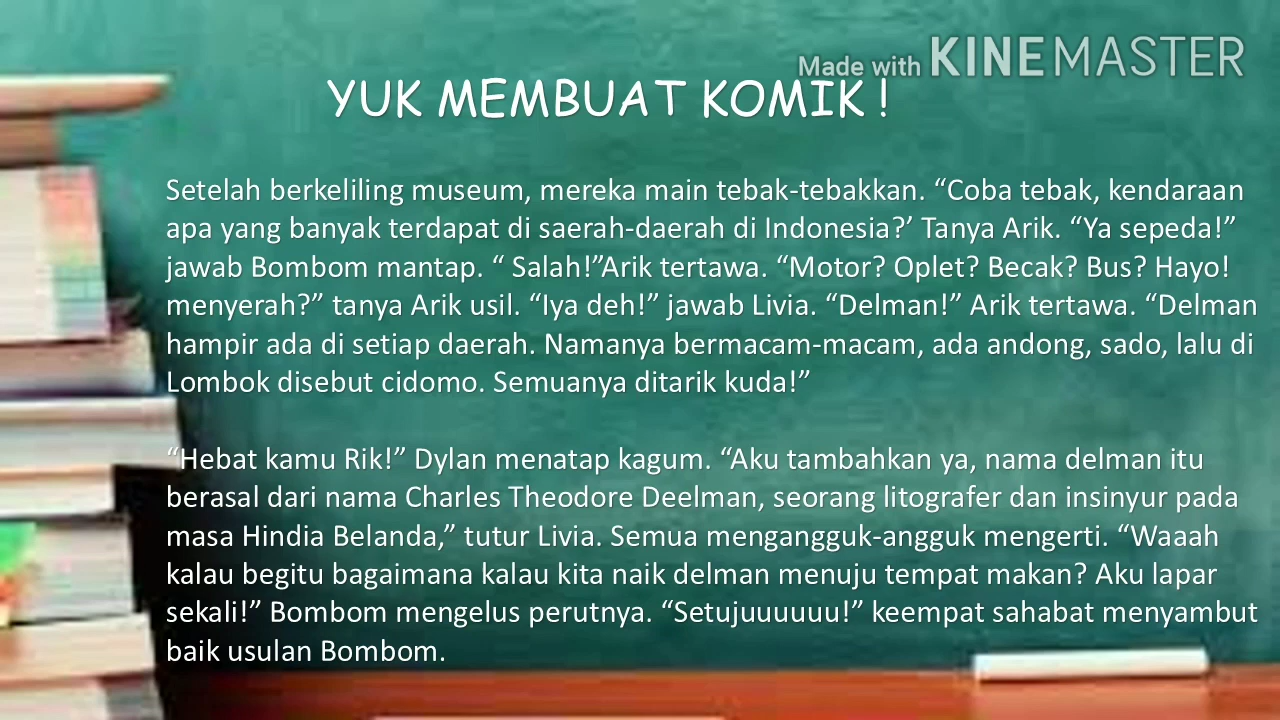 Made with KINEMASTER
YUK MEMBUAT KOMIK !
Setelah berkeliling museum, mereka main tebak-tebakkan. “Coba tebak, kendaraan
apa yang banyak terdapat di saerah-daerah di Indonesia?’ Tanya Arik. “Ya sepeda!”
jawab Bombom mantap. “ Salah!”Arik tertawa. “Motor? Oplet? Becak? Bus? Hayo!
menyerah?” tanya Arik usil. “Iya deh!” jawab Livia. “Delman!” Arik tertawa. “Delman
hampir ada di setiap daerah. Namanya bermacam-macam, ada andong, sado, lalu di
Lombok disebut cidomo. Semuanya ditarik kuda!”
“Hebat kamu Rik!” Dylan menatap kagum. “Aku tambahkan ya, nama delman itu
berasal dari nama Charles Theodore Deelman, seorang litografer dan insinyur pada
masa Hindia Belanda,” tutur Livia. Semua mengangguk-angguk mengerti. “Waaah
kalau begitu bagaimana kalau kita naik delman menuju tempat makan? Aku lapar
sekali!” Bombom mengelus perutnya. “Setujuuuuuu!” keempat sahabat menyambut
baik usulan Bombom.